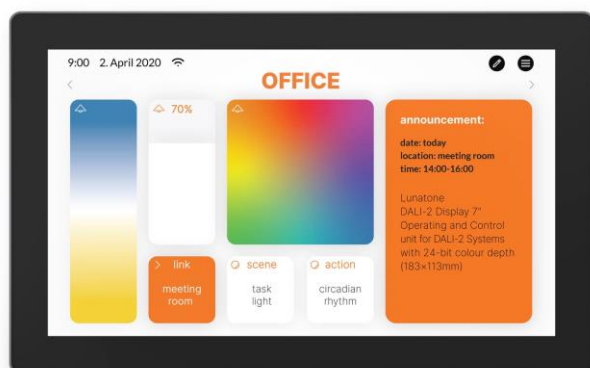 9:00 2. April 2020
OFFICE
70%
> link
meeting
room
scene
task
light
action
circadian
rhythm
announcement:
date: today
location: meeting room
time: 14:00-16:00
Lunatone
DALI-2 Display 7"
Operating and Control
unit for DALI-2 Systems
with 24-bit colour depth
(183×113mm)